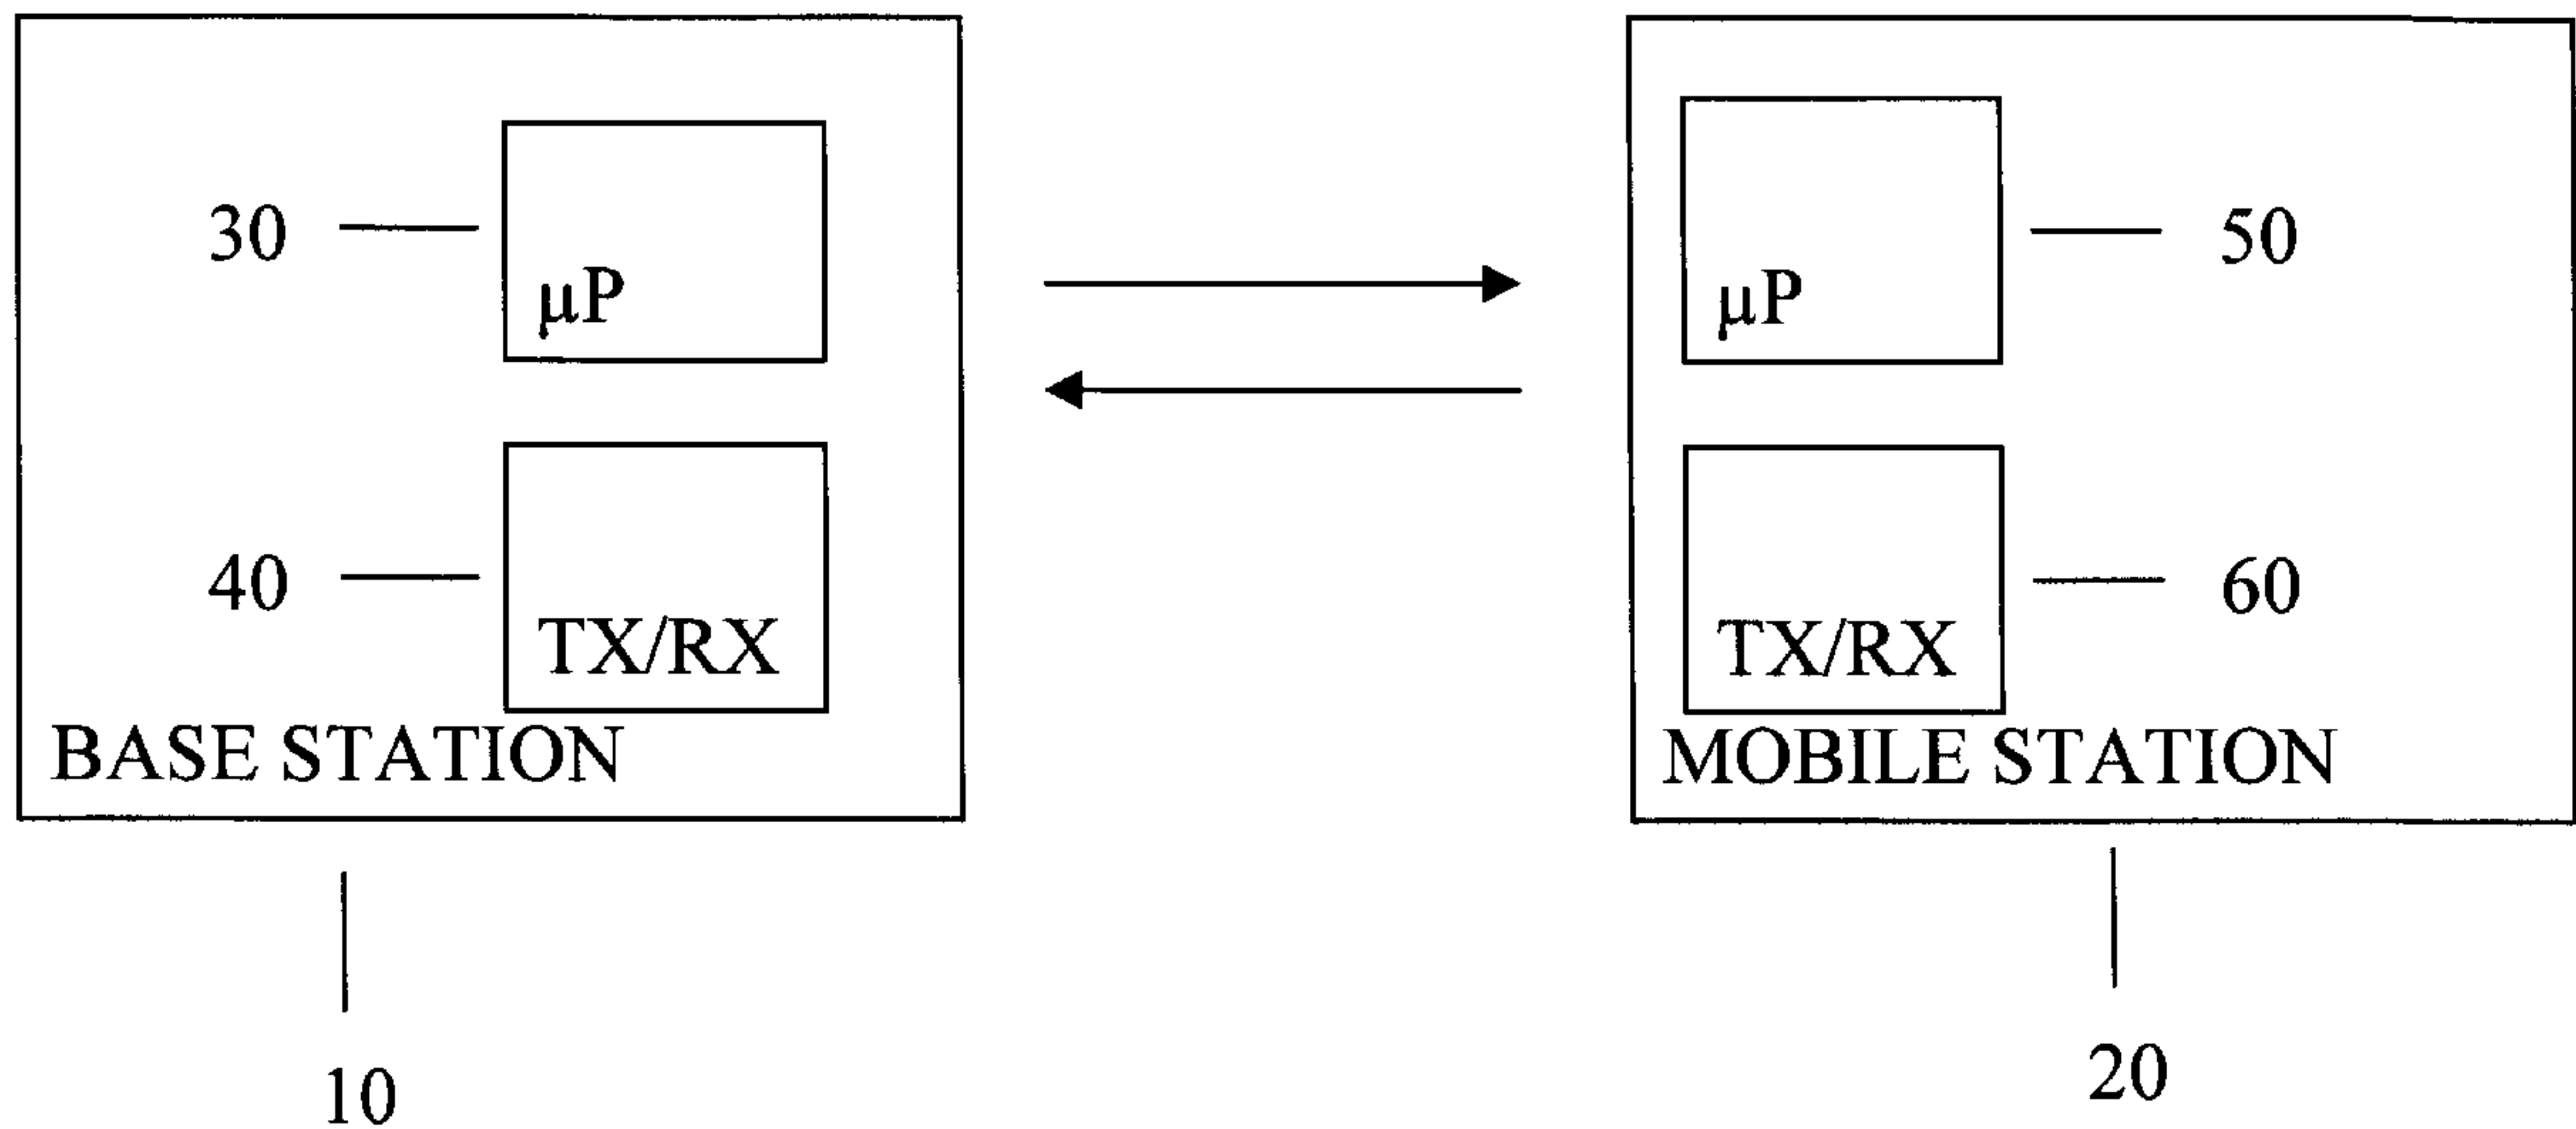 30
µP
40
TX/RX
BASE STATION
10
µP
50
TX/RX
60
MOBILE STATION
20